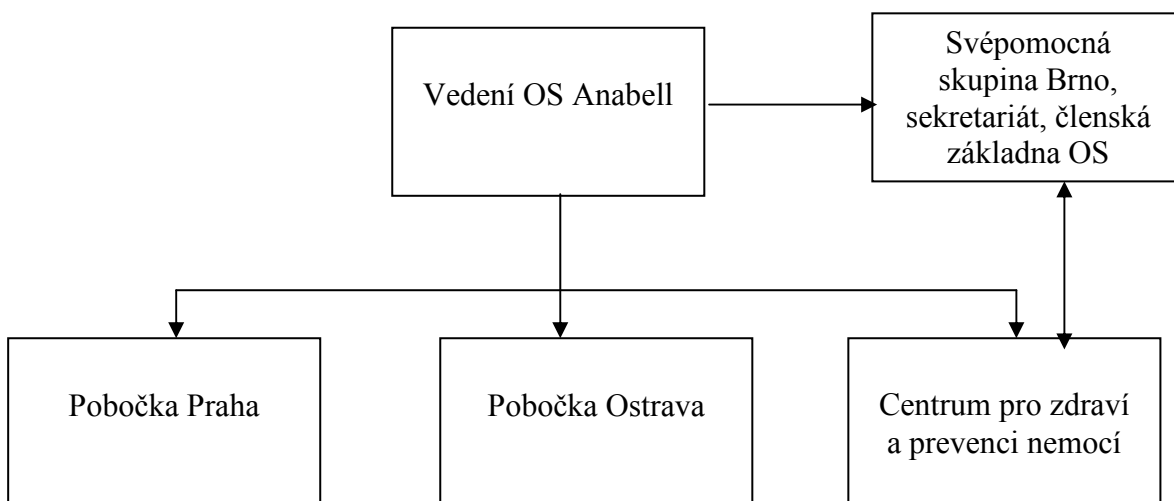 Vedení OS Anabell
Svépomocná
skupina Brno,
sekretariát, členská
základna OS
Pobočka Praha
Pobočka Ostrava
Centrum pro zdraví
a prevenci nemocí